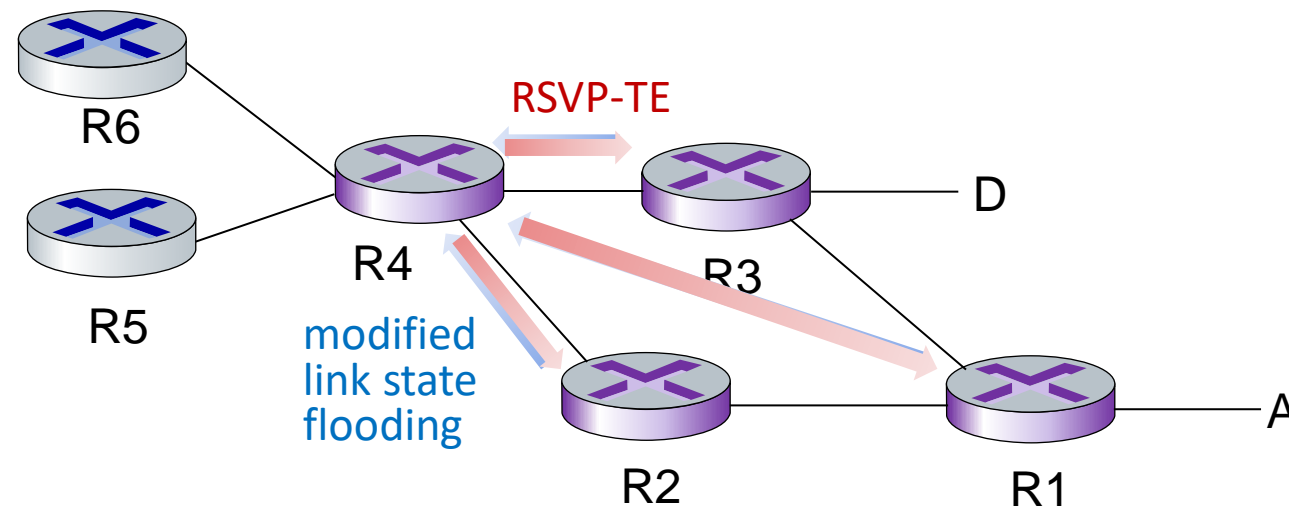 R6
RSVP-TE
D
R4
R3
R5
modified
link state
flooding
A
R2
R1